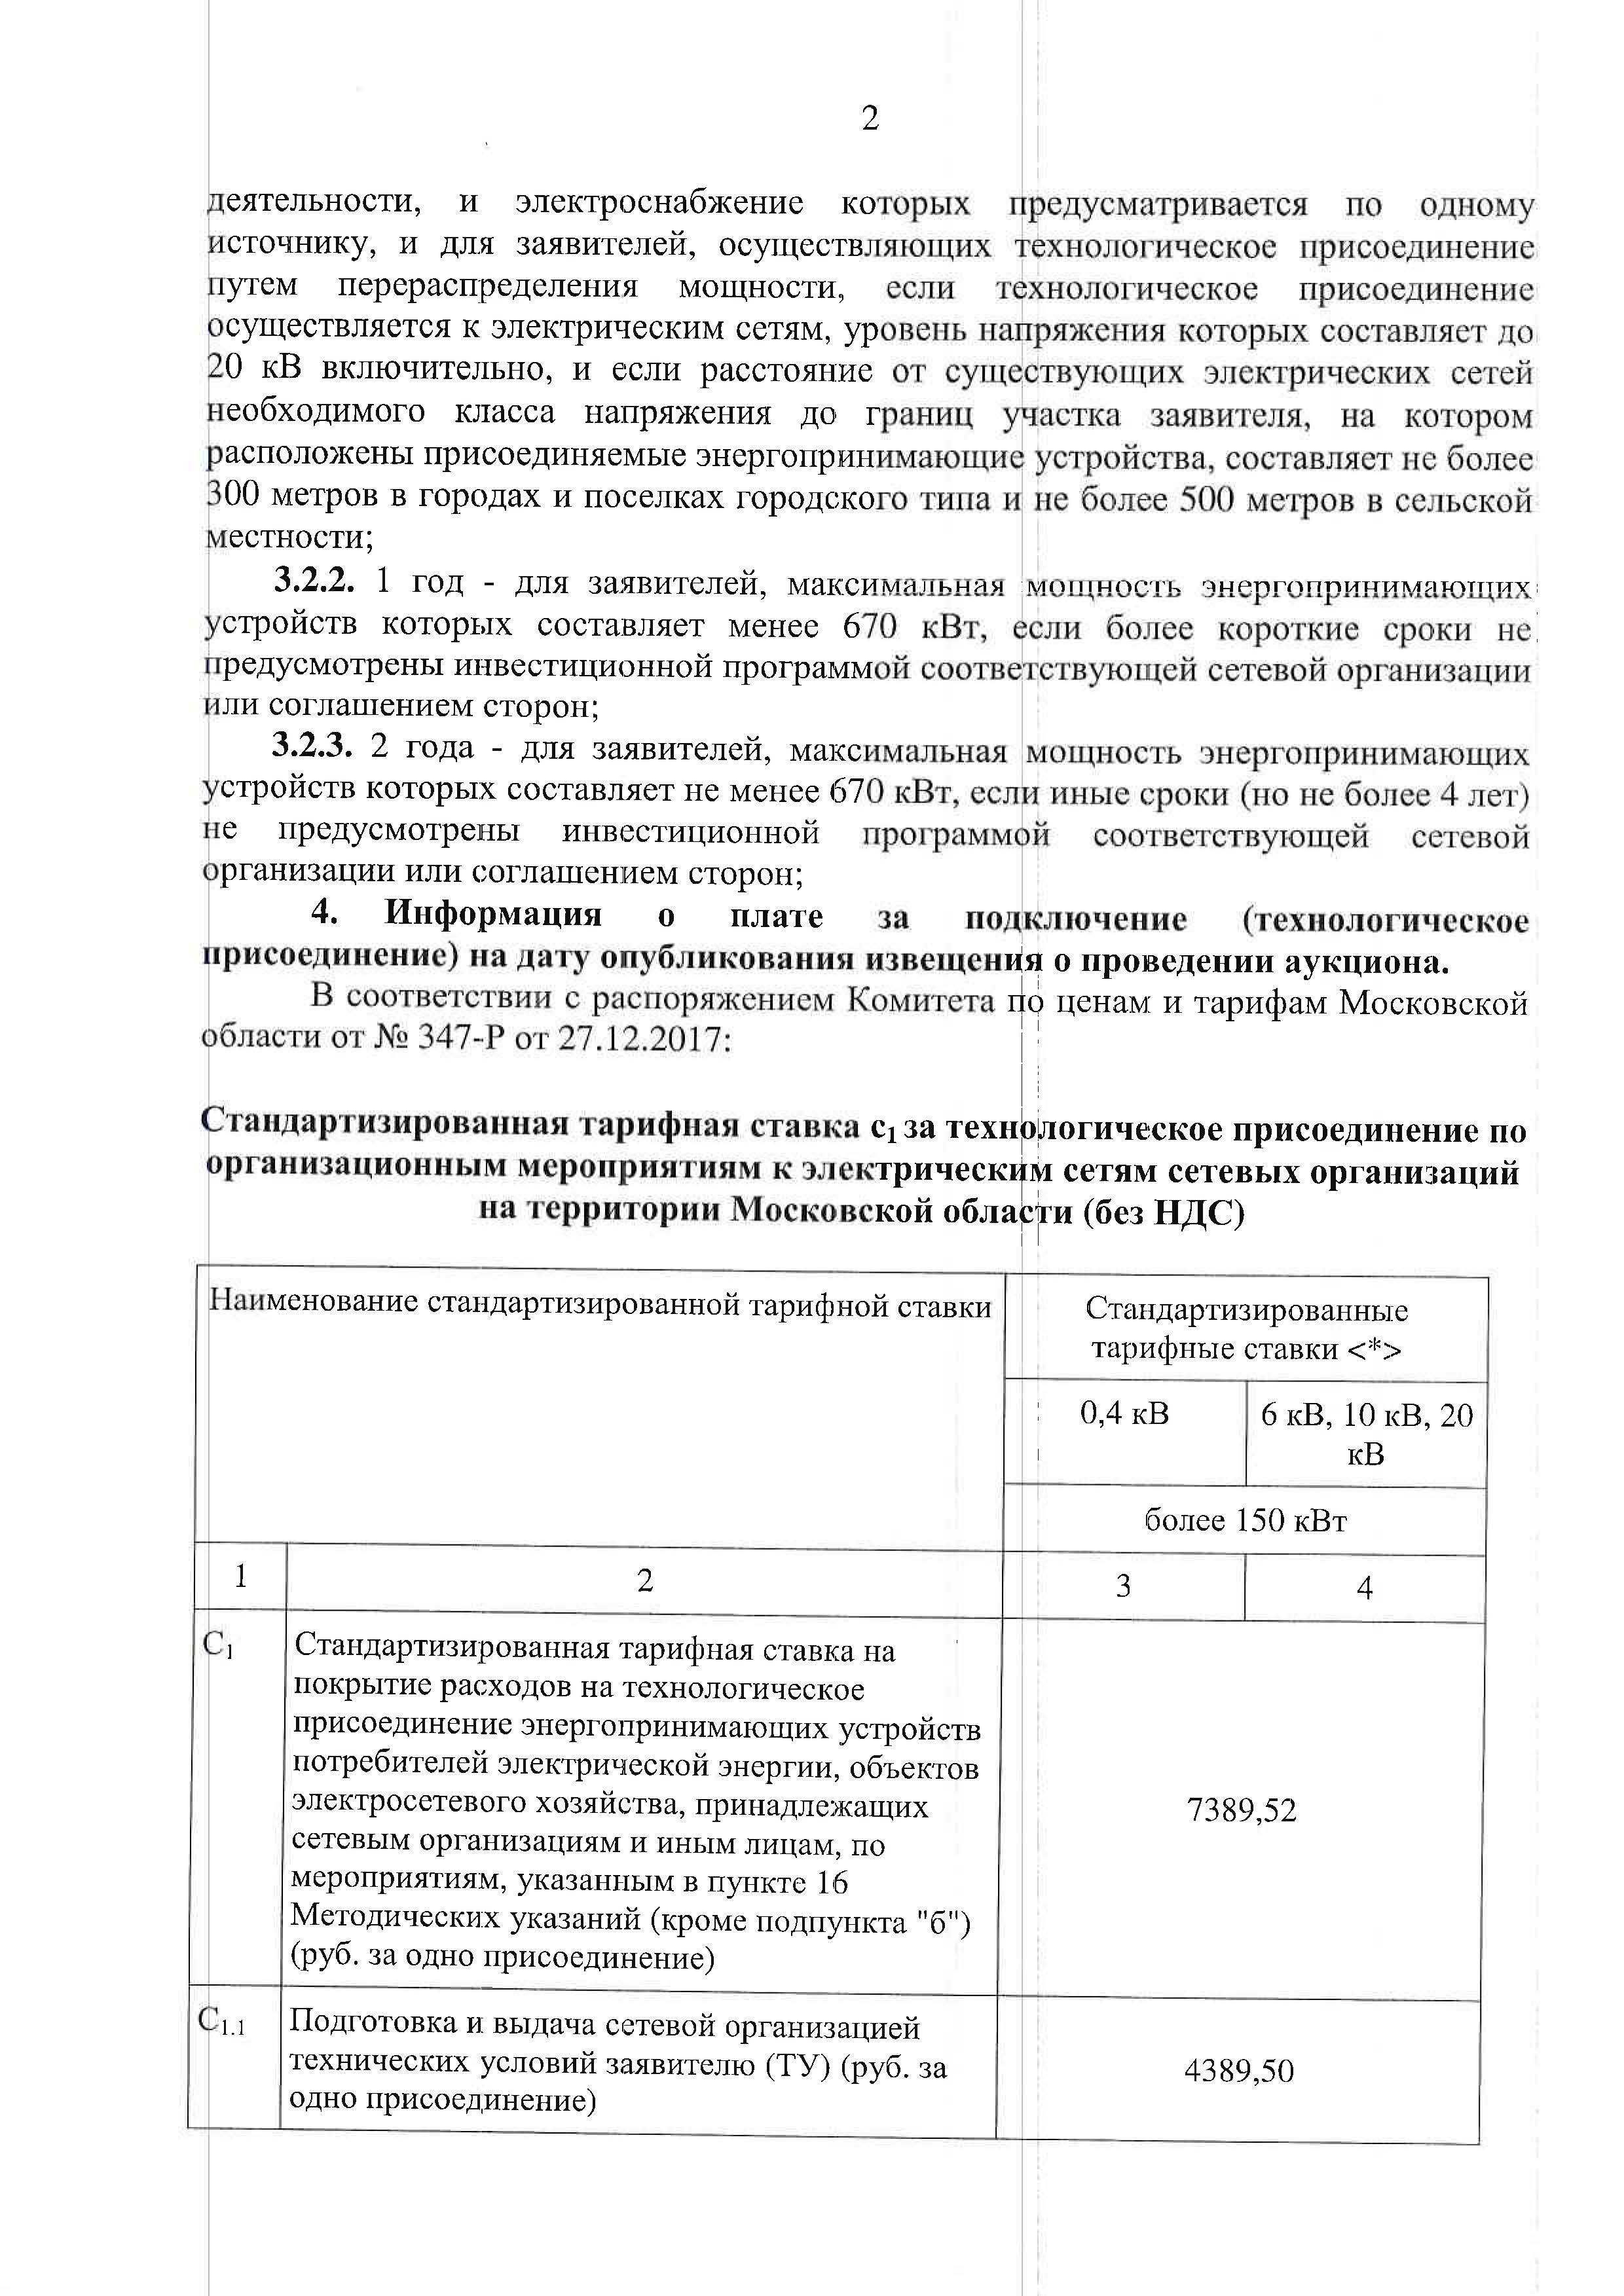 2
деятельности, и электроснабжение которых предусматривается по одному
источнику, и для заявителей, осуществляющих технологическое присоединение
путем перераспределения мощности, если технологическое присоединение
осуществляется к электрическим сетям, уровень напряжения которых составляет до
20 кВ включительно, и если расстояние от существующих электрических сетей
необходимого класса напряжения до границ участка заявителя, на котором
расположены присоединяемые энергопринимающие устройства, составляет не более
300 метров в городах и поселках городского типа и не более 500 метров в сельской
местности;
3.2.2. 1 год - для заявителей, максимальная мощность энергопринимающих
устройств которых составляет менее 670 кВт, если более короткие сроки не
предусмотрены инвестиционной программой соответствующей сетевой организации
или соглашением сторон;
3.2.3. 2 года - для заявителей, максимальная мощность энергопринимающих
устройств которых составляет не менее 670 кВт, если иные сроки (но не более 4 лет)
не предусмотрены инвестиционной программой соответствующей сетевой
организации или соглашением сторон;
4. Информация о плате за подключение (технологическое
присоединение) на дату опубликования извещения о проведении аукциона.
В соответствии с распоряжением Комитета по ценам и тарифам Московской
области от № 347-Р от 27.12.2017:
Стандартизированная тарифная ставка с₁ за технологическое присоединение по
организационным мероприятиям к электрическим сетям сетевых организаций
на территории Московской области (без НДС)
Наименование стандартизированной тарифной ставки
Стандартизированные
тарифные ставки <*>
0,4 кВ
6 кВ, 10 кВ, 20
кВ
более 150 кВт
1 2 3 4
С₁
Стандартизированная тарифная ставка на
покрытие расходов на технологическое
присоединение энергопринимающих устройств
потребителей электрической энергии, объектов
электросетевого хозяйства, принадлежащих
сетевым организациям и иным лицам, по
мероприятиям, указанным в пункте 16
Методических указаний (кроме подпункта "б")
(руб. за одно присоединение)
7389,52
С₁.₁
Подготовка и выдача сетевой организацией
технических условий заявителю (ТУ) (руб. за
одно присоединение)
4389,50